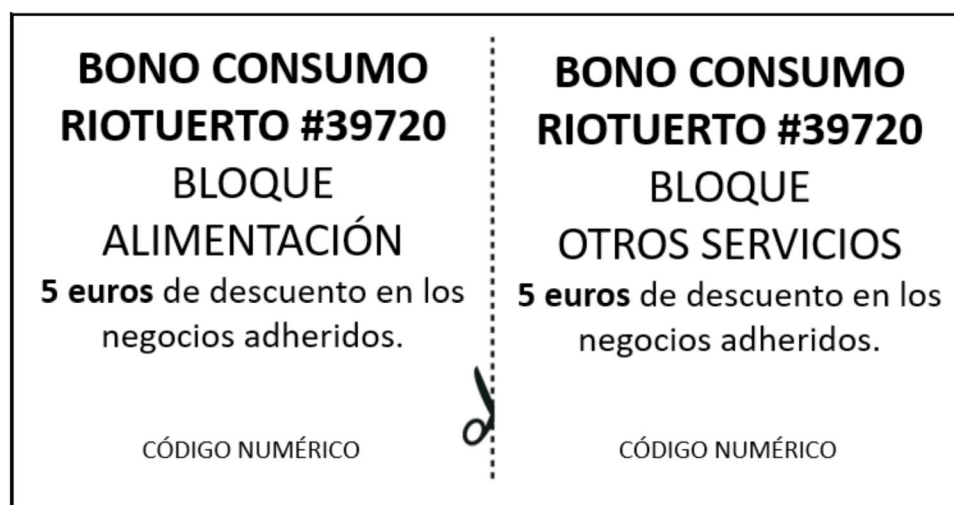 BONO CONSUMO
RIOTUERTO #39720
BLOQUE
ALIMENTACIÓN
5 euros de descuento en los
negocios adheridos.
CÓDIGO NUMÉRICO
BONO CONSUMO
RIOTUERTO #39720
BLOQUE
OTROS SERVICIOS
5 euros de descuento en los
negocios adheridos.
CÓDIGO NUMÉRICO